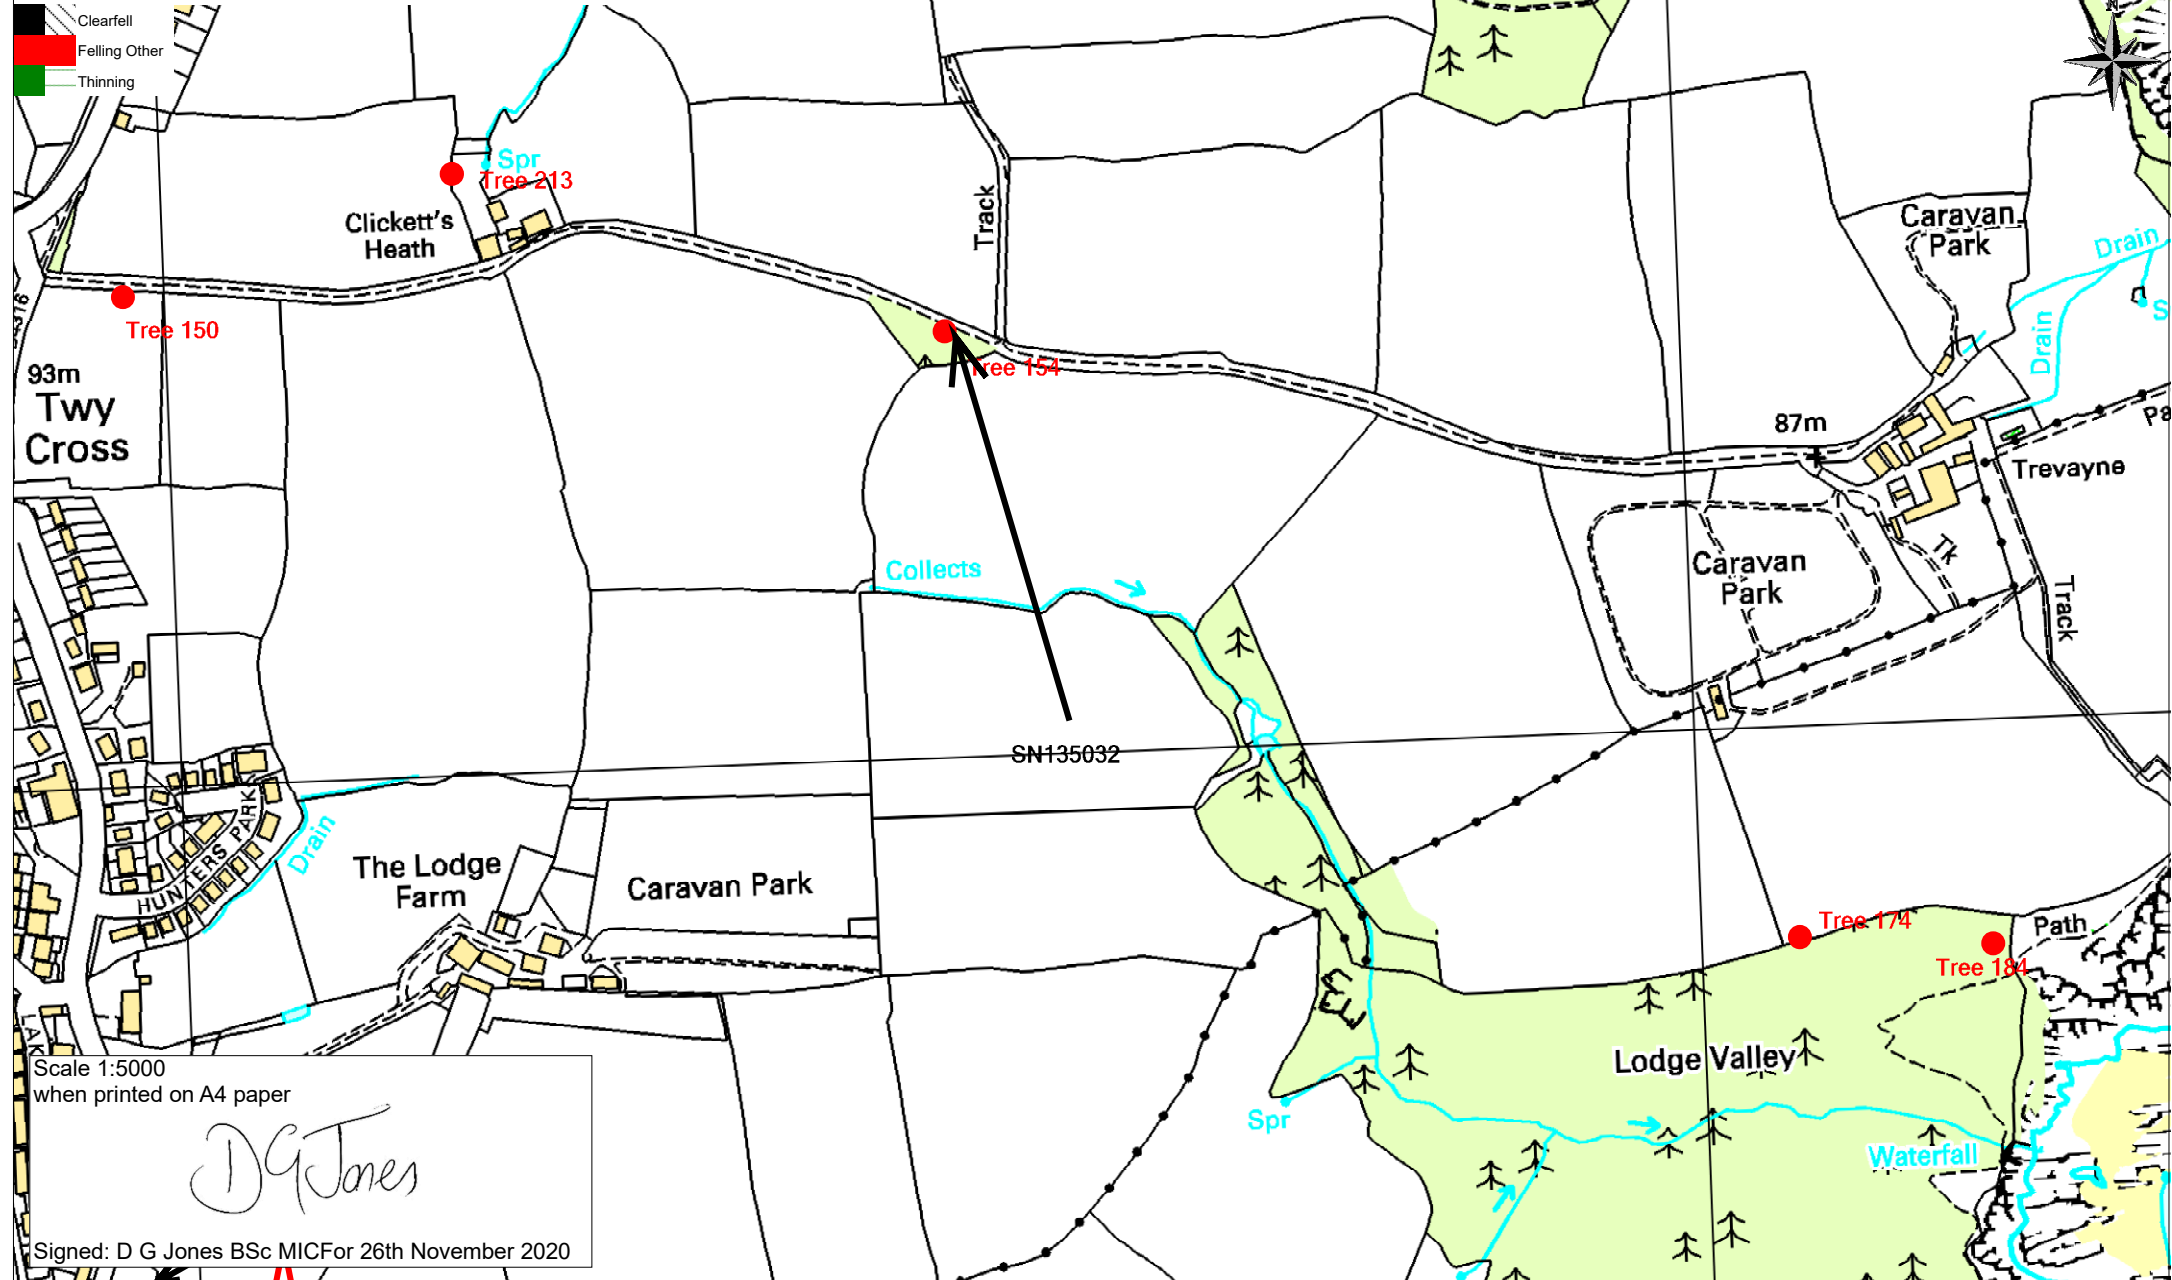 Clearfell
Felling Other
Thinning
Spr
Tree 213
Clickett's
Heath
Track
Caravan
Park
Drain
Drain
Tree 150
Tree 154
93m
Twy
Cross
87m
Trevayne
Collects
Caravan
Park
Tk
Track
SN135032
HUNTERS PARK
Drain
The Lodge
Farm
Caravan Park
Tree 174
Path
Tree 184
Lodge Valley
Spr
Waterfall
Scale 1:5000
when printed on A4 paper
D G Jones
Signed: D G Jones BSc MICFor 26th November 2020